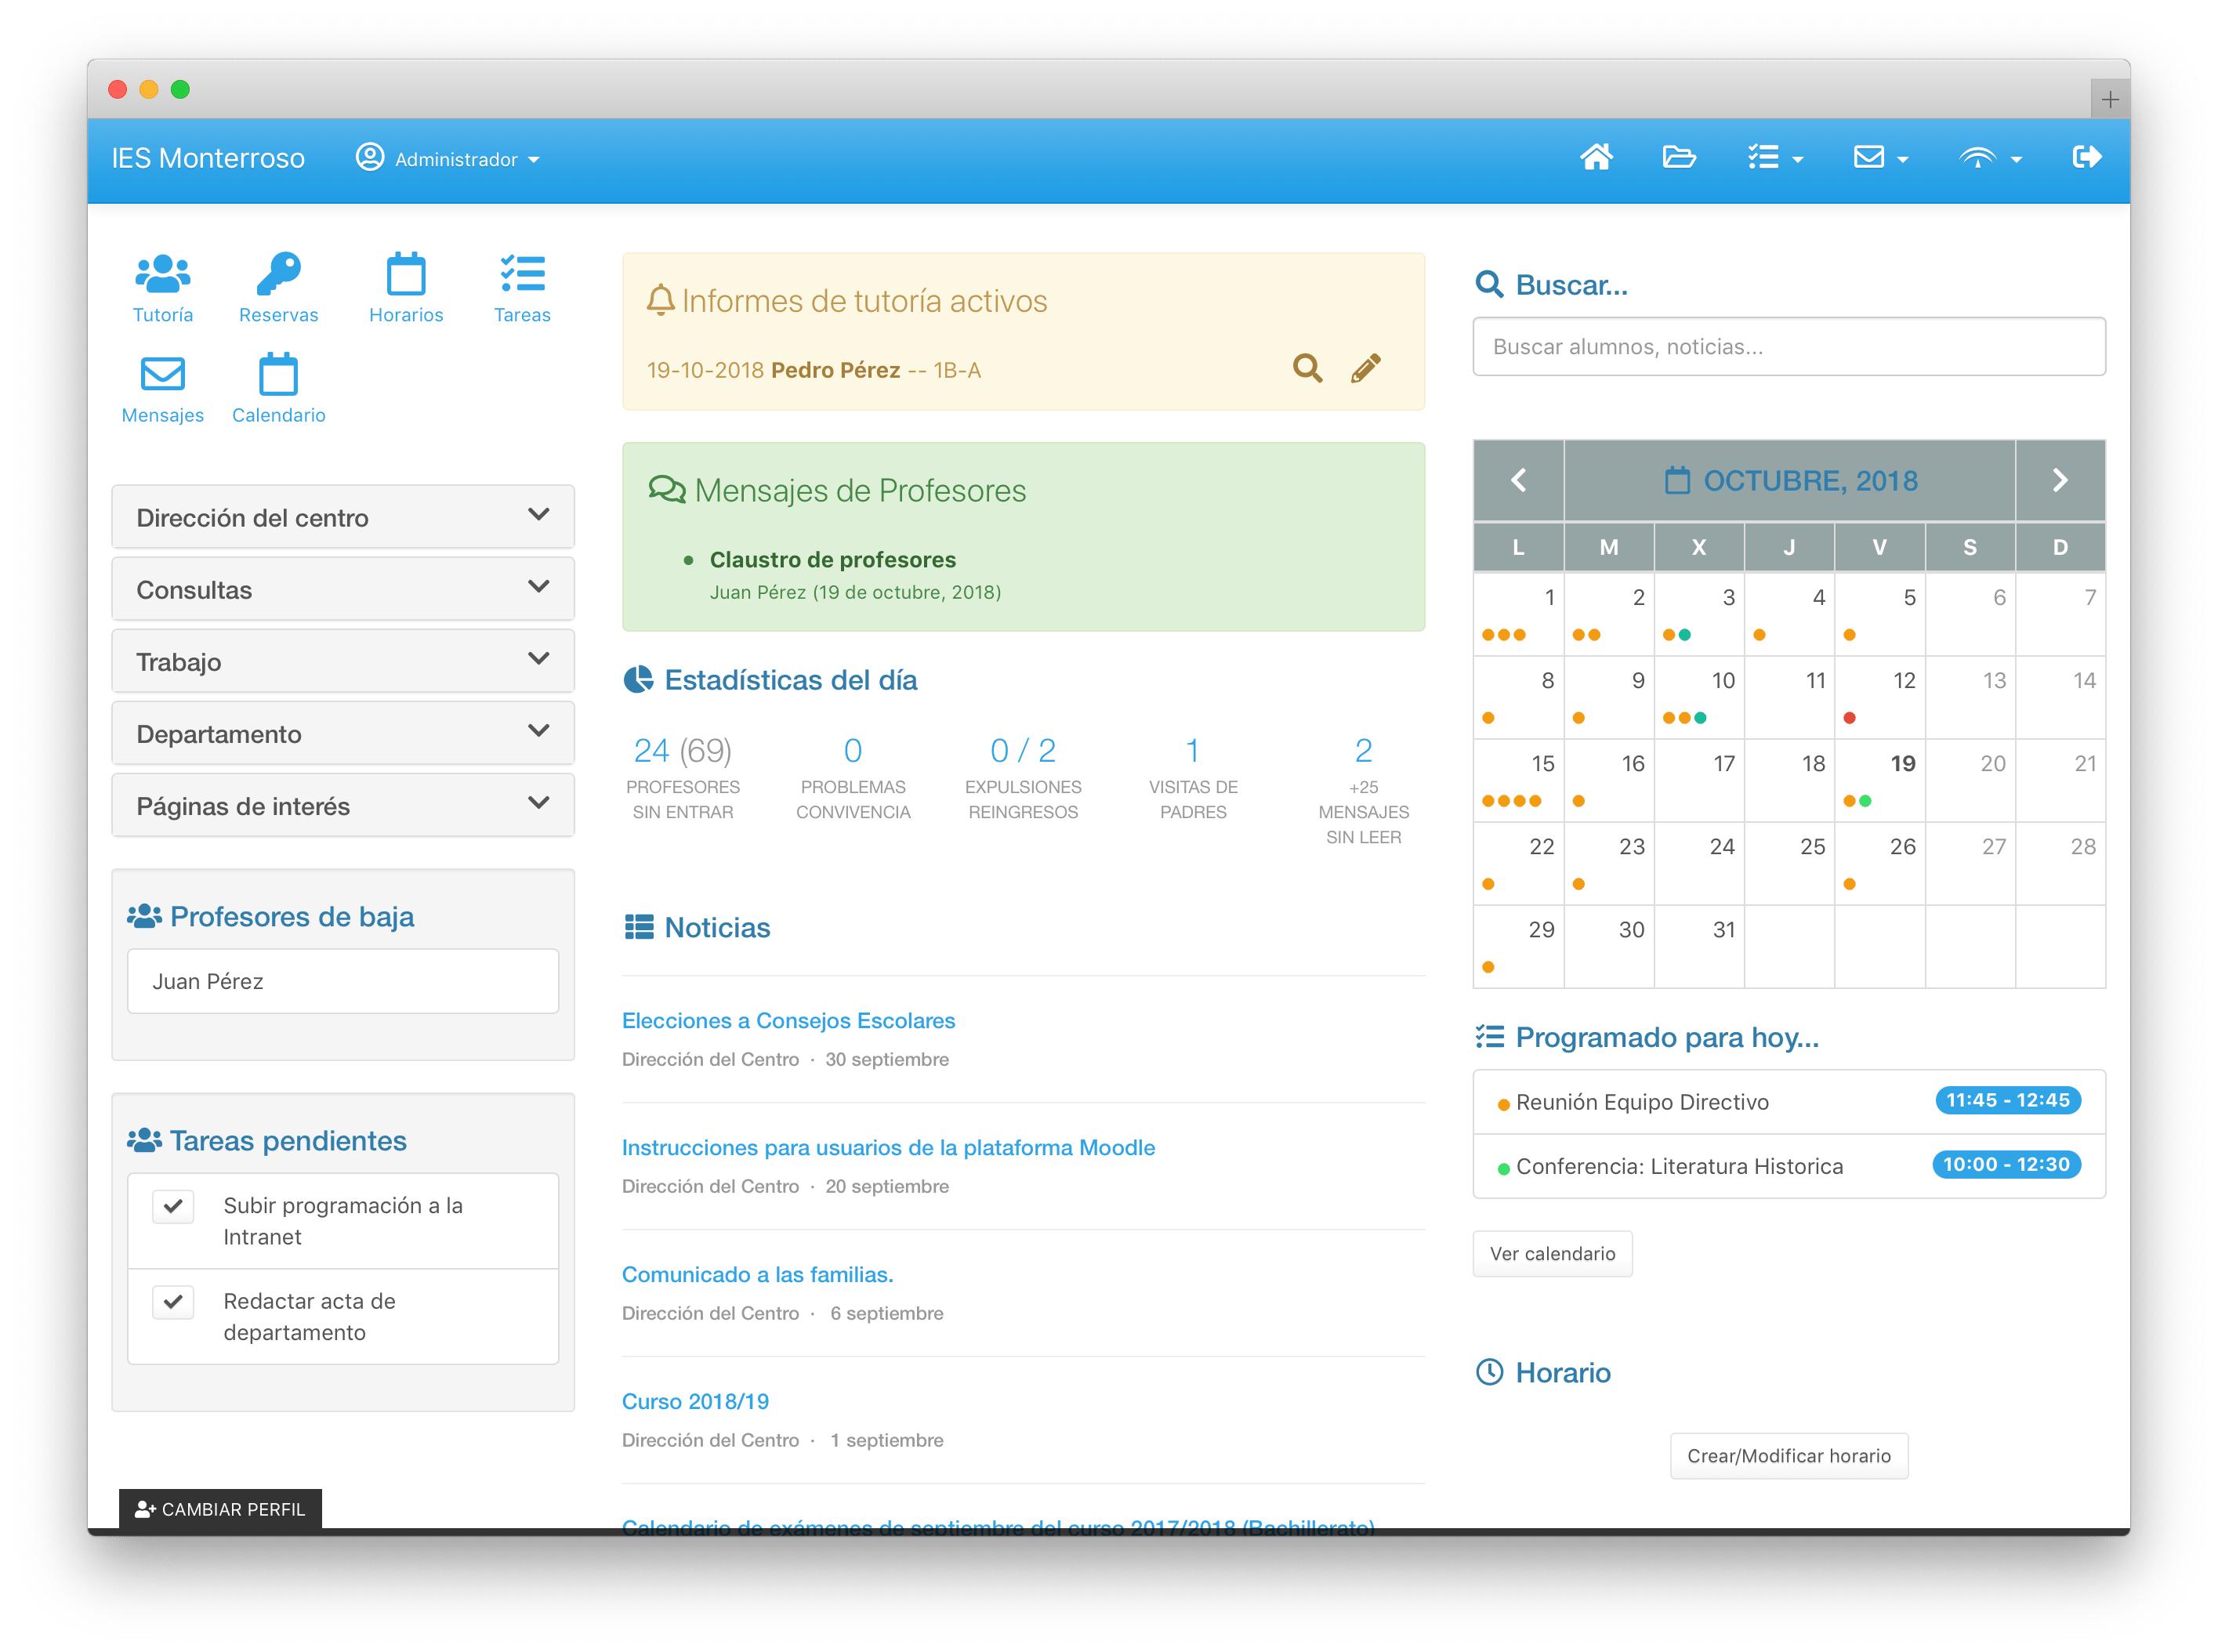 IES Monterroso
Administrador
Tutoría
Reservas
Horarios
Tareas
Mensajes
Calendario
Dirección del centro
Consultas
Trabajo
Departamento
Páginas de interés
Profesores de baja
Juan Pérez
Tareas pendientes
Subir programación a la
Intranet
Redactar acta de
departamento
CAMBIAR PERFIL
Informes de tutoría activos
19-10-2018 Pedro Pérez -- 1B-A
Mensajes de Profesores
Claustro de profesores
Juan Pérez (19 de octubre, 2018)
Estadísticas del día
24 (69)
PROFESORES
SIN ENTRAR
0
PROBLEMAS
CONVIVENCIA
0 / 2
EXPULSIONES
REINGRESOS
1
VISITAS DE
PADRES
2
+25
MENSAJES
SIN LEER
Noticias
Elecciones a Consejos Escolares
Dirección del Centro · 30 septiembre
Instrucciones para usuarios de la plataforma Moodle
Dirección del Centro · 20 septiembre
Comunicado a las familias.
Dirección del Centro · 6 septiembre
Curso 2018/19
Dirección del Centro · 1 septiembre
Calendario de exámenes de septiembre del curso 2017/2018 (Bachillerato)
Buscar...
Buscar alumnos, noticias...
OCTUBRE, 2018
L M X J V S D
1 2 3 4 5 6 7
8 9 10 11 12 13 14
15 16 17 18 19 20 21
22 23 24 25 26 27 28
29 30 31
Programado para hoy...
Reunión Equipo Directivo 11:45 - 12:45
Conferencia: Literatura Historica 10:00 - 12:30
Ver calendario
Horario
Crear/Modificar horario